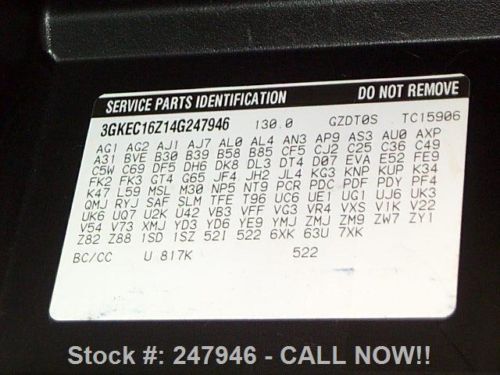 SERVICE PARTS IDENTIFICATION DO NOT REMOVE
3GKEC16Z14G247946 130.0 GZDT0S TC15906
AG1 AG2 AJ1 AJ7 AL0 AL4 AN3 AP9 AS3 AU0 AXP
A31 BVE B30 B39 B58 B85 CF5 CJ2 C25 C36 C49
C5W C69 DF5 DH6 DK8 DL3 DT4 D07 EVA E52 FE9
FK2 FK3 GT4 G65 JF4 JH2 JL4 KG3 KNP KUP K34
K47 L59 MSL M30 NP5 NT9 PCR PDC PDF PDY PF4
QMJ RYJ SAF SLM TFE T96 UC6 UE1 UG1 UJ6 UK3
UK6 UQ7 U2K U42 VB3 VFF VG3 VR4 VXS V1K V22
V54 V73 XMJ YD3 YD6 YE9 YMJ ZMJ ZM9 ZW7 ZY1
Z82 Z88 1SD 1SZ 52I 522 6XK 63U 7XK
BC/CC U 817K 522
Stock #: 247946 - CALL NOW!!